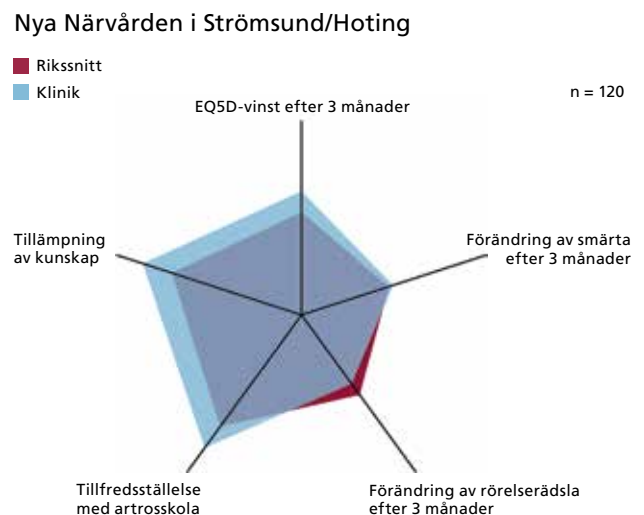 Nya Närvården i Strömsund/Hoting
Rikssnitt
Klinik
n = 120
EQ5D-vinst efter 3 månader
Tillämpning
av kunskap
Förändring av smärta
efter 3 månader
Tillfredsställelse
med artrosskola
Förändring av rörelserädsla
efter 3 månader